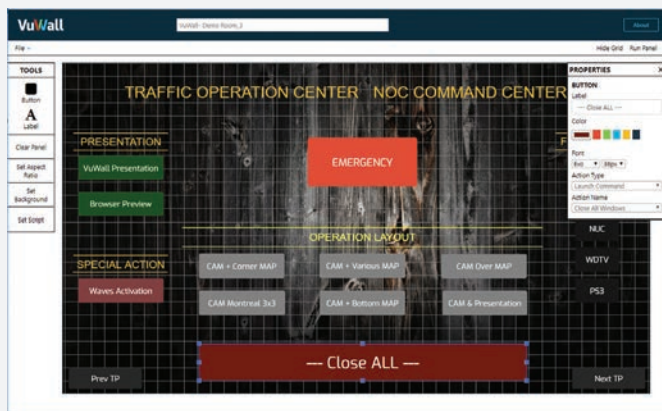 VuWall
VuWall- Demo Room_1
About
File
Hide Grid Run Panel
TOOLS
Button
A
Label
Clear Panel
Set Aspect
Ratio
Set
Background
Set Script
TRAFFIC OPERATION CENTER NOC COMMAND CENTER
PRESENTATION
VuWall Presentation
Browser Preview
EMERGENCY
F
OPERATION LAYOUT
SPECIAL ACTION
Waves Activation
CAM + Corner MAP
CAM + Various MAP
CAM Over MAP
CAM Montreal 3x3
CAM + Bottom MAP
CAM & Presentation
NUC
WDTV
PS3
--- Close ALL ---
Prev TP
Next TP
PROPERTIES X
BUTTON
Label
--- Close ALL ---
Color
Font
Exo
38px
Action Type
Launch Command
Action Name
Close All Windows